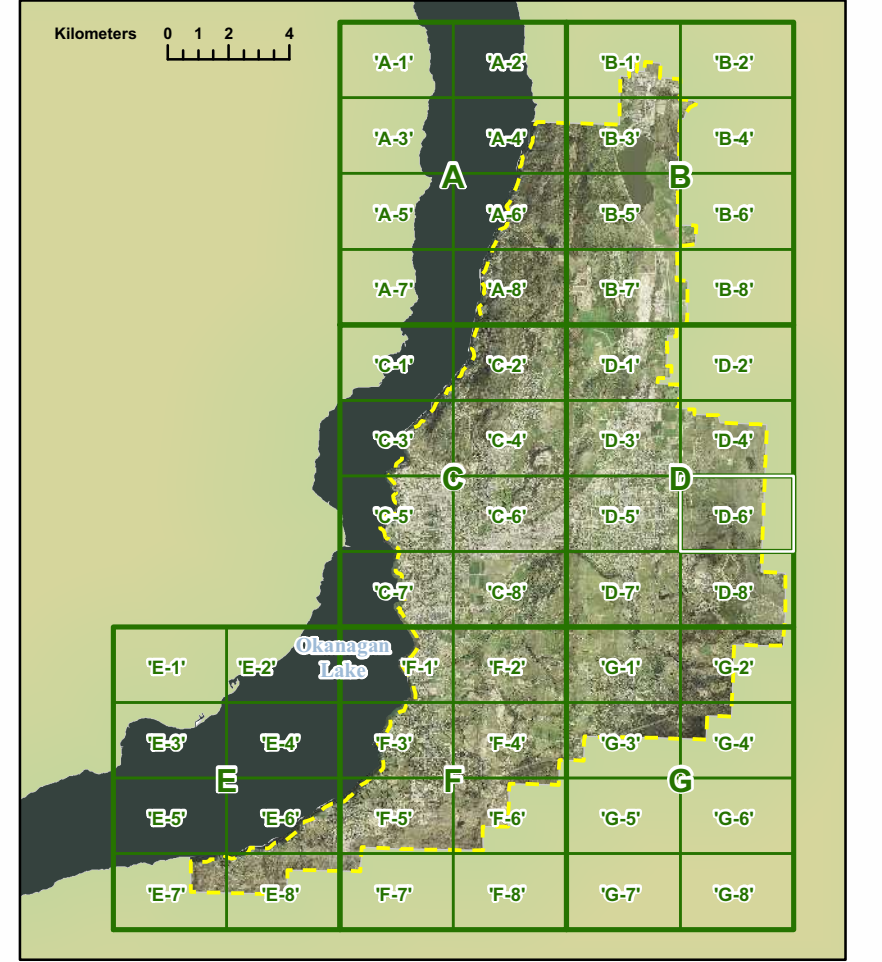 Kilometers 0 1 2 4
'A-1' 'A-2' 'B-1' 'B-2'
'A-3' 'A-4' 'B-3' 'B-4'
A B
'A-5' 'A-6' 'B-5' 'B-6'
'A-7' 'A-8' 'B-7' 'B-8'
'C-1' 'C-2' 'D-1' 'D-2'
'C-3' 'C-4' 'D-3' 'D-4'
C D
'C-5' 'C-6' 'D-5' 'D-6'
'C-7' 'C-8' 'D-7' 'D-8'
Okanagan
Lake
'E-1' 'E-2' 'F-1' 'F-2' 'G-1' 'G-2'
'E-3' 'E-4' 'F-3' 'F-4' 'G-3' 'G-4'
E F G
'E-5' 'E-6' 'F-5' 'F-6' 'G-5' 'G-6'
'E-7' 'E-8' 'F-7' 'F-8' 'G-7' 'G-8'